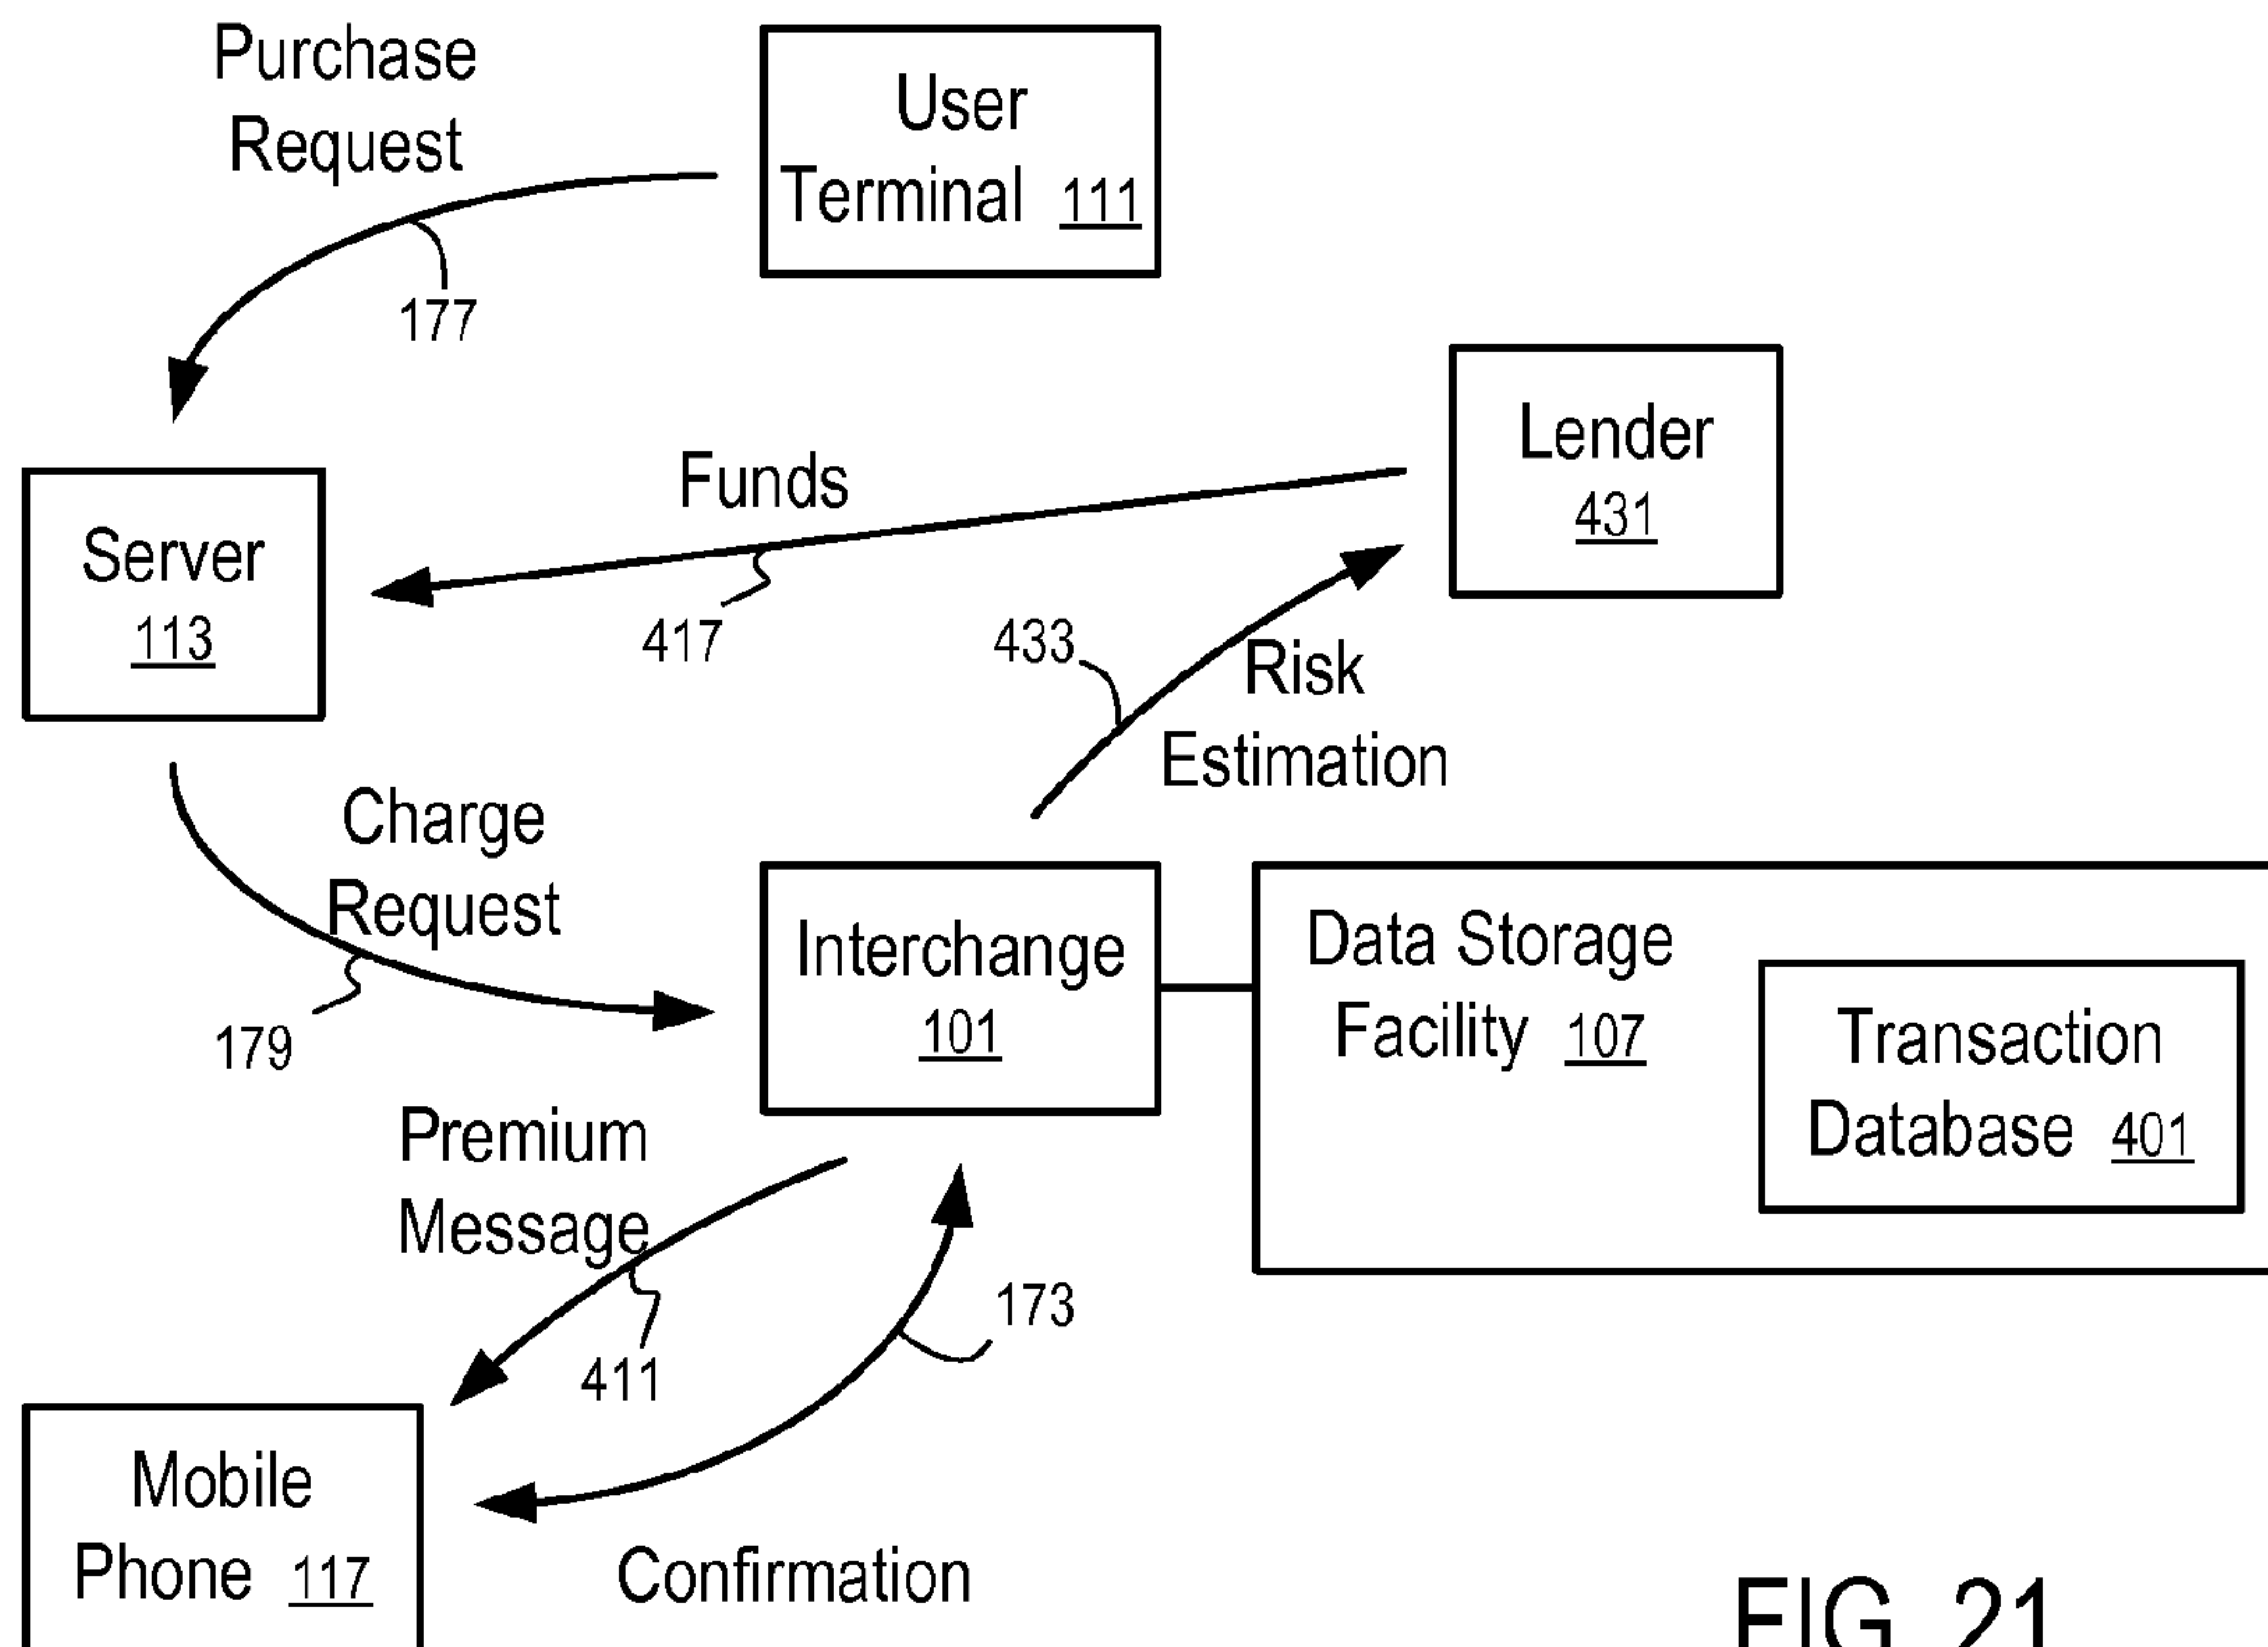 Purchase
Request
177
User
Terminal 111
Lender
431
Funds
417
Server
113
433
Risk
Estimation
Charge
Request
179
Interchange
101
Data Storage
Facility 107
Transaction
Database 401
Premium
Message
411
173
Mobile
Phone 117
Confirmation
FIG. 21